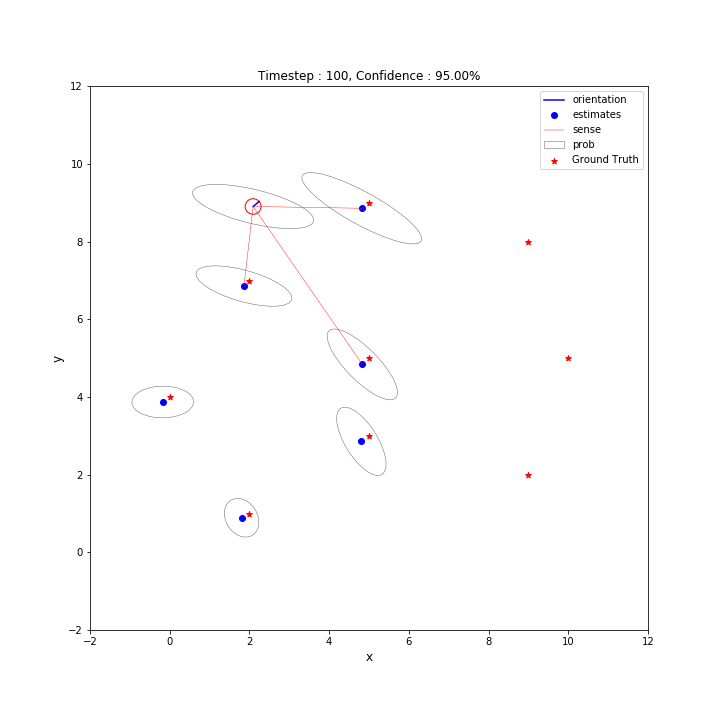 Timestep : 100, Confidence : 95.00%
orientation
estimates
sense
prob
Ground Truth
12
10
8
6
4
2
0
−2
y
−2 0 2 4 6 8 10 12
x